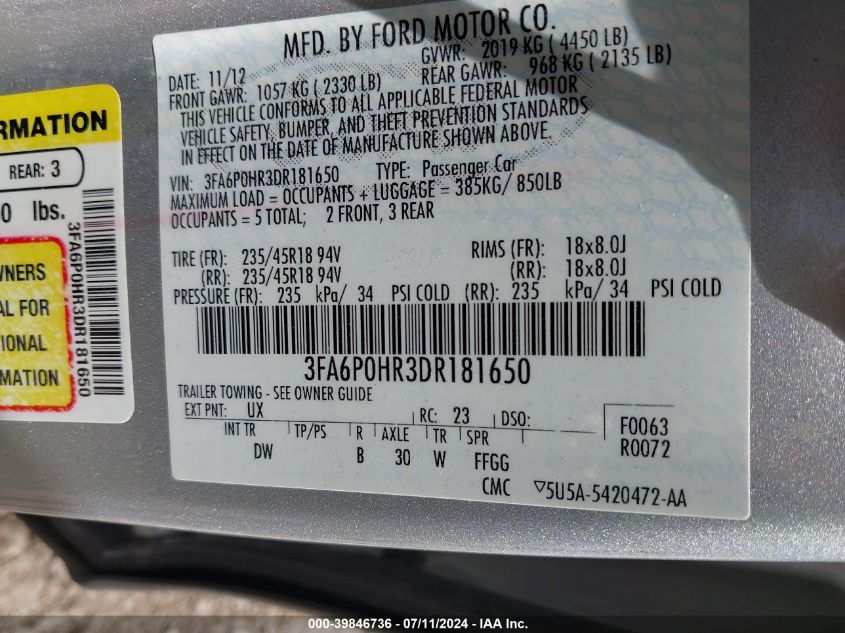 MFD. BY FORD MOTOR CO.
DATE: 11/12 GVWR: 2019 KG ( 4450 LB)
FRONT GAWR: 1057 KG ( 2330 LB) REAR GAWR: 968 KG ( 2135 LB)
THIS VEHICLE CONFORMS TO ALL APPLICABLE FEDERAL MOTOR
VEHICLE SAFETY, BUMPER, AND THEFT PREVENTION STANDARDS
IN EFFECT ON THE DATE OF MANUFACTURE SHOWN ABOVE.
VIN: 3FA6P0HR3DR181650 TYPE: Passenger Car
MAXIMUM LOAD = OCCUPANTS + LUGGAGE = 385KG/ 850LB
OCCUPANTS = 5 TOTAL; 2 FRONT, 3 REAR
TIRE (FR): 235/45R18 94V RIMS (FR): 18x8.0J
(RR): 235/45R18 94V (RR): 18x8.0J
PRESSURE (FR): 235 kPa/ 34 PSI COLD (RR): 235 kPa/ 34 PSI COLD
3FA6P0HR3DR181650
TRAILER TOWING - SEE OWNER GUIDE
EXT PNT: UX RC: 23 DSO: F0063
INT TR TP/PS R AXLE TR SPR R0072
DW B 30 W FFGG
CMC ▽5U5A-5420472-AA
REAR: 3
lbs.
3FA6P0HR3DR181650
000-39846736 - 07/11/2024 - IAA Inc.